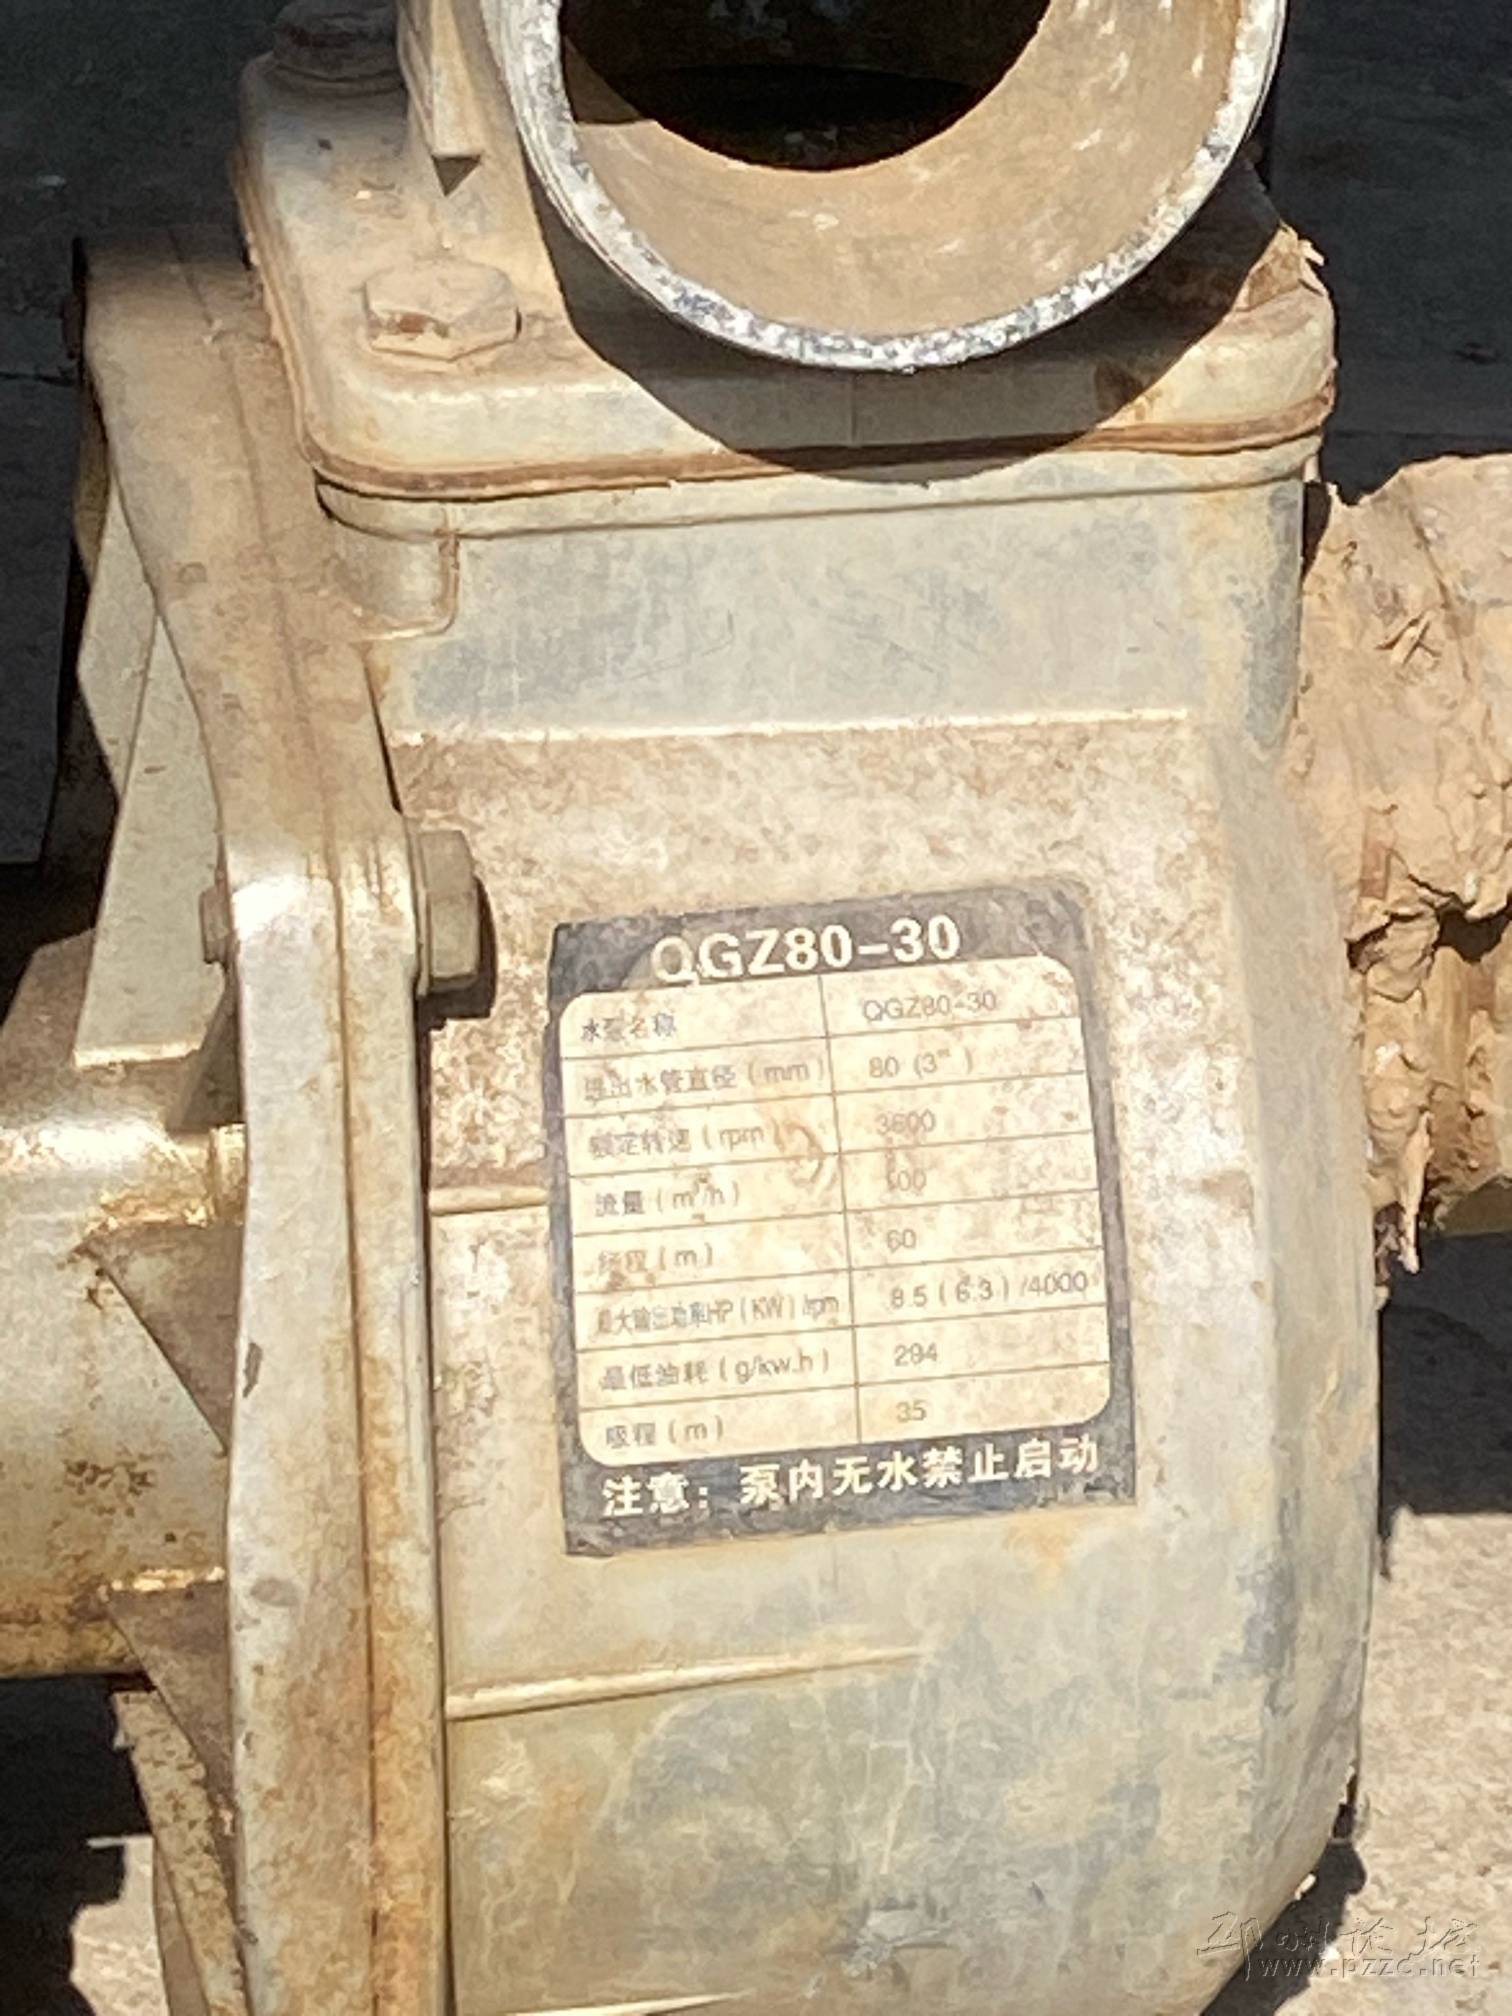 QGZ80-30
水泵名称 QGZ80-30
进出水管直径(mm) 80 (3")
额定转速(rpm) 3600
流量(m³/h) 100
扬程(m) 60
最大输出功率HP(KW)/rpm 8.5(6.3)/4000
最低油耗(g/kw.h) 294
吸程(m) 35
注意:泵内无水禁止启动
www.pzzc.net